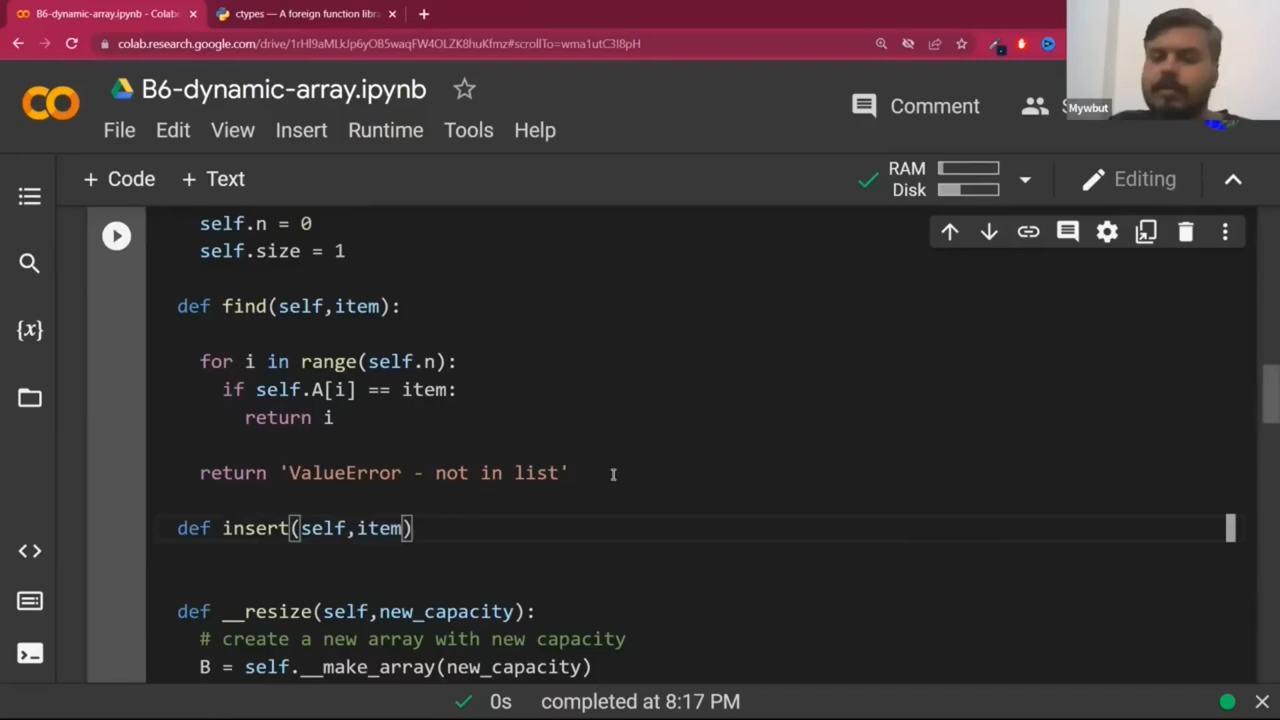 B6-dynamic-array.ipynb - Colab
ctypes — A foreign function libra
colab.research.google.com/drive/1rHl9aMLkJp6yOB5waqFW4OLZK8huKfmz#scrollTo=wma1utC3I8pH
B6-dynamic-array.ipynb
Comment
Mywbut
File Edit View Insert Runtime Tools Help
+ Code + Text
RAM
Disk
Editing
self.n = 0
self.size = 1
def find(self,item):
for i in range(self.n):
if self.A[i] == item:
return i
return 'ValueError - not in list'
def insert(self,item)
def __resize(self,new_capacity):
# create a new array with new capacity
B = self.__make_array(new_capacity)
{x}
0s completed at 8:17 PM